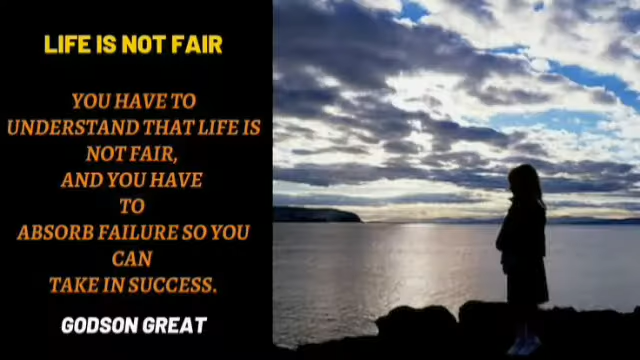 LIFE IS NOT FAIR
YOU HAVE TO
UNDERSTAND THAT LIFE IS
NOT FAIR,
AND YOU HAVE
TO
ABSORB FAILURE SO YOU
CAN
TAKE IN SUCCESS.
GODSON GREAT